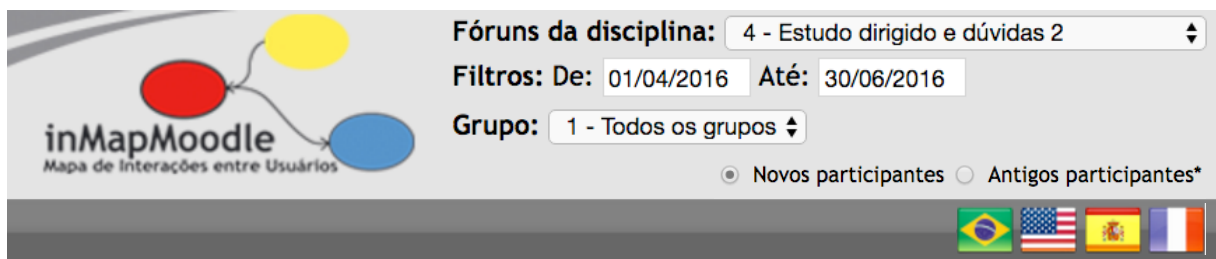 Fóruns da disciplina: 4 - Estudo dirigido e dúvidas 2
Filtros: De: 01/04/2016 Até: 30/06/2016
Grupo: 1 - Todos os grupos
Novos participantes Antigos participantes*
inMapMoodle
Mapa de Interações entre Usuários